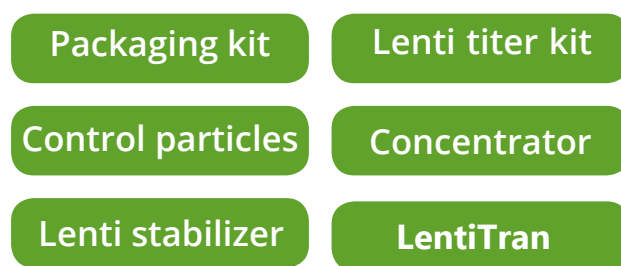 Packaging kit
Lenti titer kit
Control particles
Concentrator
Lenti stabilizer
LentiTran